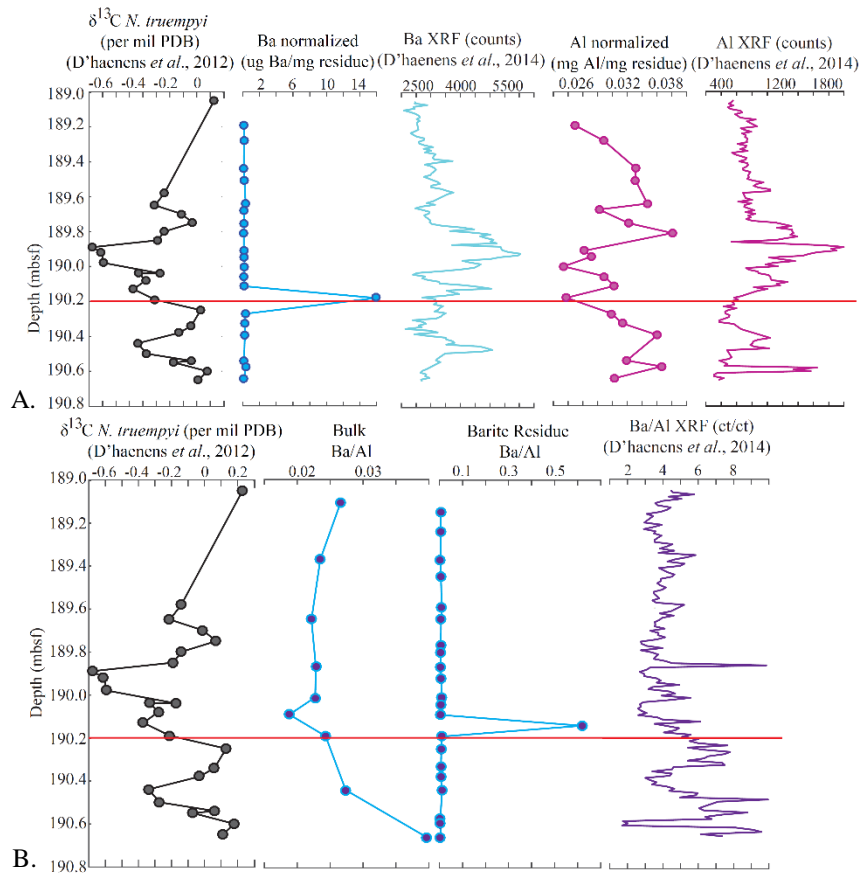 δ¹³C N. truempyi
(per mil PDB)
(D'haenens et al., 2012)
Ba normalized
(ug Ba/mg residue)
Ba XRF (counts)
(D'haenens et al., 2014)
Al normalized
(mg Al/mg residue)
Al XRF (counts)
(D'haenens et al., 2014)
-0.6 -0.4 -0.2 0
2 6 10 14
2500 4000 5500
0.026 0.032 0.038
400 1200 1800
189.0
189.2
189.4
189.6
189.8
190.0
190.2
190.4
190.6
190.8
Depth (mbsf)
A.
δ¹³C N. truempyi (per mil PDB)
(D'haenens et al., 2012)
Bulk
Ba/Al
Barite Residue
Ba/Al
Ba/Al XRF (ct/ct)
(D'haenens et al., 2014)
-0.6 -0.4 -0.2 0 0.2
0.02 0.03
0.1 0.3 0.5
2 4 6 8
189.0
189.2
189.4
189.6
189.8
190.0
190.2
190.4
190.6
190.8
Depth (mbsf)
B.